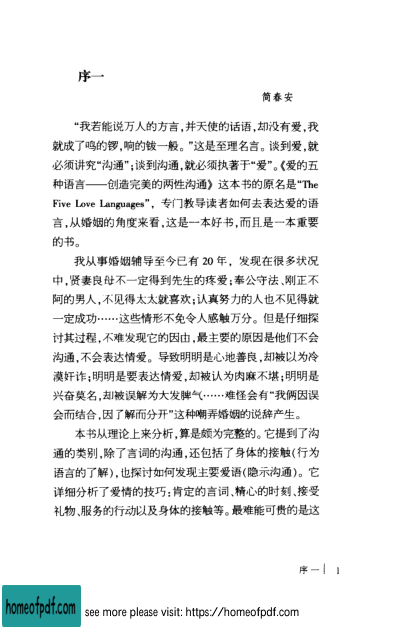 序一
简春安
“我若能说万人的方言,并天使的话语,却没有爱,我
就成了鸣的锣,响的钹一般。”这是至理名言。谈到爱,就
必须讲究“沟通”;谈到沟通,就必须执著于“爱”。《爱的五
种语言——创造完美的两性沟通》这本书的原名是“The
Five Love Languages”,专门教导读者如何去表达爱的语
言,从婚姻的角度来看,这是一本好书,而且是一本重要
的书。
我从事婚姻辅导至今已有 20 年,发现在很多状况
中,贤妻良母不一定得到先生的疼爱;奉公守法、刚正不
阿的男人,不见得太太就喜欢;认真努力的人也不见得就
一定成功……这些情形不免令人感触万分。但是仔细探
讨其过程,不难发现它的因由,最主要的原因是他们不会
沟通,不会表达情爱。导致明明是心地善良,却被以为冷
漠奸诈;明明是要表达情爱,却被认为肉麻不堪;明明是
兴奋莫名,却被误解为大发脾气……难怪会有“我俩因误
会而结合,因了解而分开”这种嘲弄婚姻的说辞产生。
本书从理论上来分析,算是颇为完整的。它提到了沟
通的类别,除了言词的沟通,还包括了身体的接触(行为
语言的了解),也探讨如何发现主要爱语(隐示沟通)。它
详细分析了爱情的技巧;肯定的言词、精心的时刻、接受
礼物、服务的行动以及身体的接触等。最难能可贵的是这
序一 | 1
homeofpdf.com
see more please visit: https://homeofpdf.com